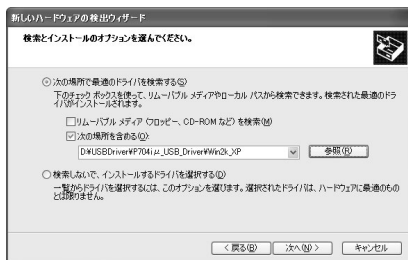 新しいハードウェアの検出ウィザード
検索とインストールのオプションを選んでください。
次の場所で最適のドライバを検索する(S)
下のチェック ボックスを使って、リムーバブル メディアやローカル パスから検索できます。検索された最適のドラ
イバがインストールされます。
リムーバブル メディア (フロッピー、CD-ROM など) を検索(M)
次の場所を含める(O):
D:¥USBDriver¥P704iμ_USB_Driver¥Win2k_XP
参照(R)
検索しないで、インストールするドライバを選択する(D)
一覧からドライバを選択するには、このオプションを選びます。選択されたドライバは、ハードウェアに最適のもの
とは限りません。
< 戻る(B)
次へ(N) >
キャンセル